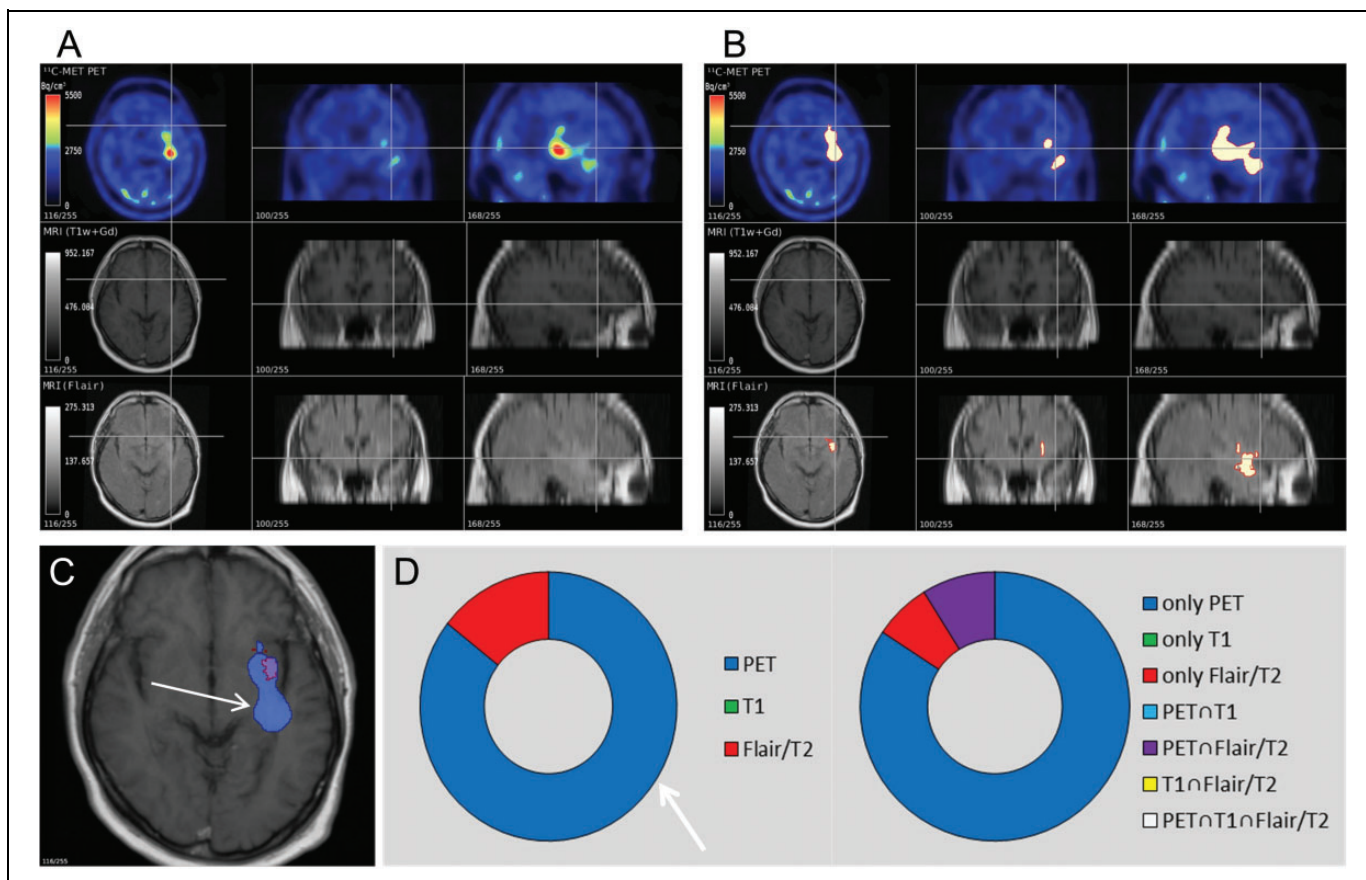 A
¹¹C-MET PET
Bq/cm³
5500
2750
0
116/255
100/255
168/255
MRI (T1w+Gd)
952.167
476.084
0
116/255
100/255
168/255
MRI(Flair)
275.313
137.657
0
116/255
100/255
168/255
B
¹¹C-MET PET
Bq/cm³
5500
2750
0
116/255
100/255
168/255
MRI (T1w+Gd)
952.167
476.084
0
116/255
100/255
168/255
MRI(Flair)
275.313
137.657
0
116/255
100/255
168/255
C
116/255
D
PET
T1
Flair/T2
only PET
only T1
only Flair/T2
PET∩T1
PET∩Flair/T2
T1∩Flair/T2
PET∩T1∩Flair/T2